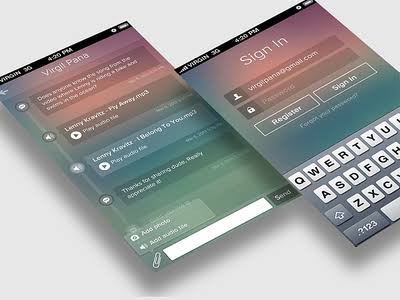 VIRGIN 3G
4:20 PM
Virgil Pana
Does anyone know the song from the
video where Lenny is riding a bike and
swims in the ocean?
Lenny Kravitz - Fly Away.mp3
Play audio file
Lenny Kravitz - I Belong To You.mp3
Play audio file
Thanks for sharing dude. Really
appreciate it!
Add photo
Add audio file
Send
VIRGIN 3G
4:20 PM
Sign In
virgilpana@gmail.com
Password
Register
Sign In
Forgot your password?
QWERTYU
ASDFG
ZXC
.?123